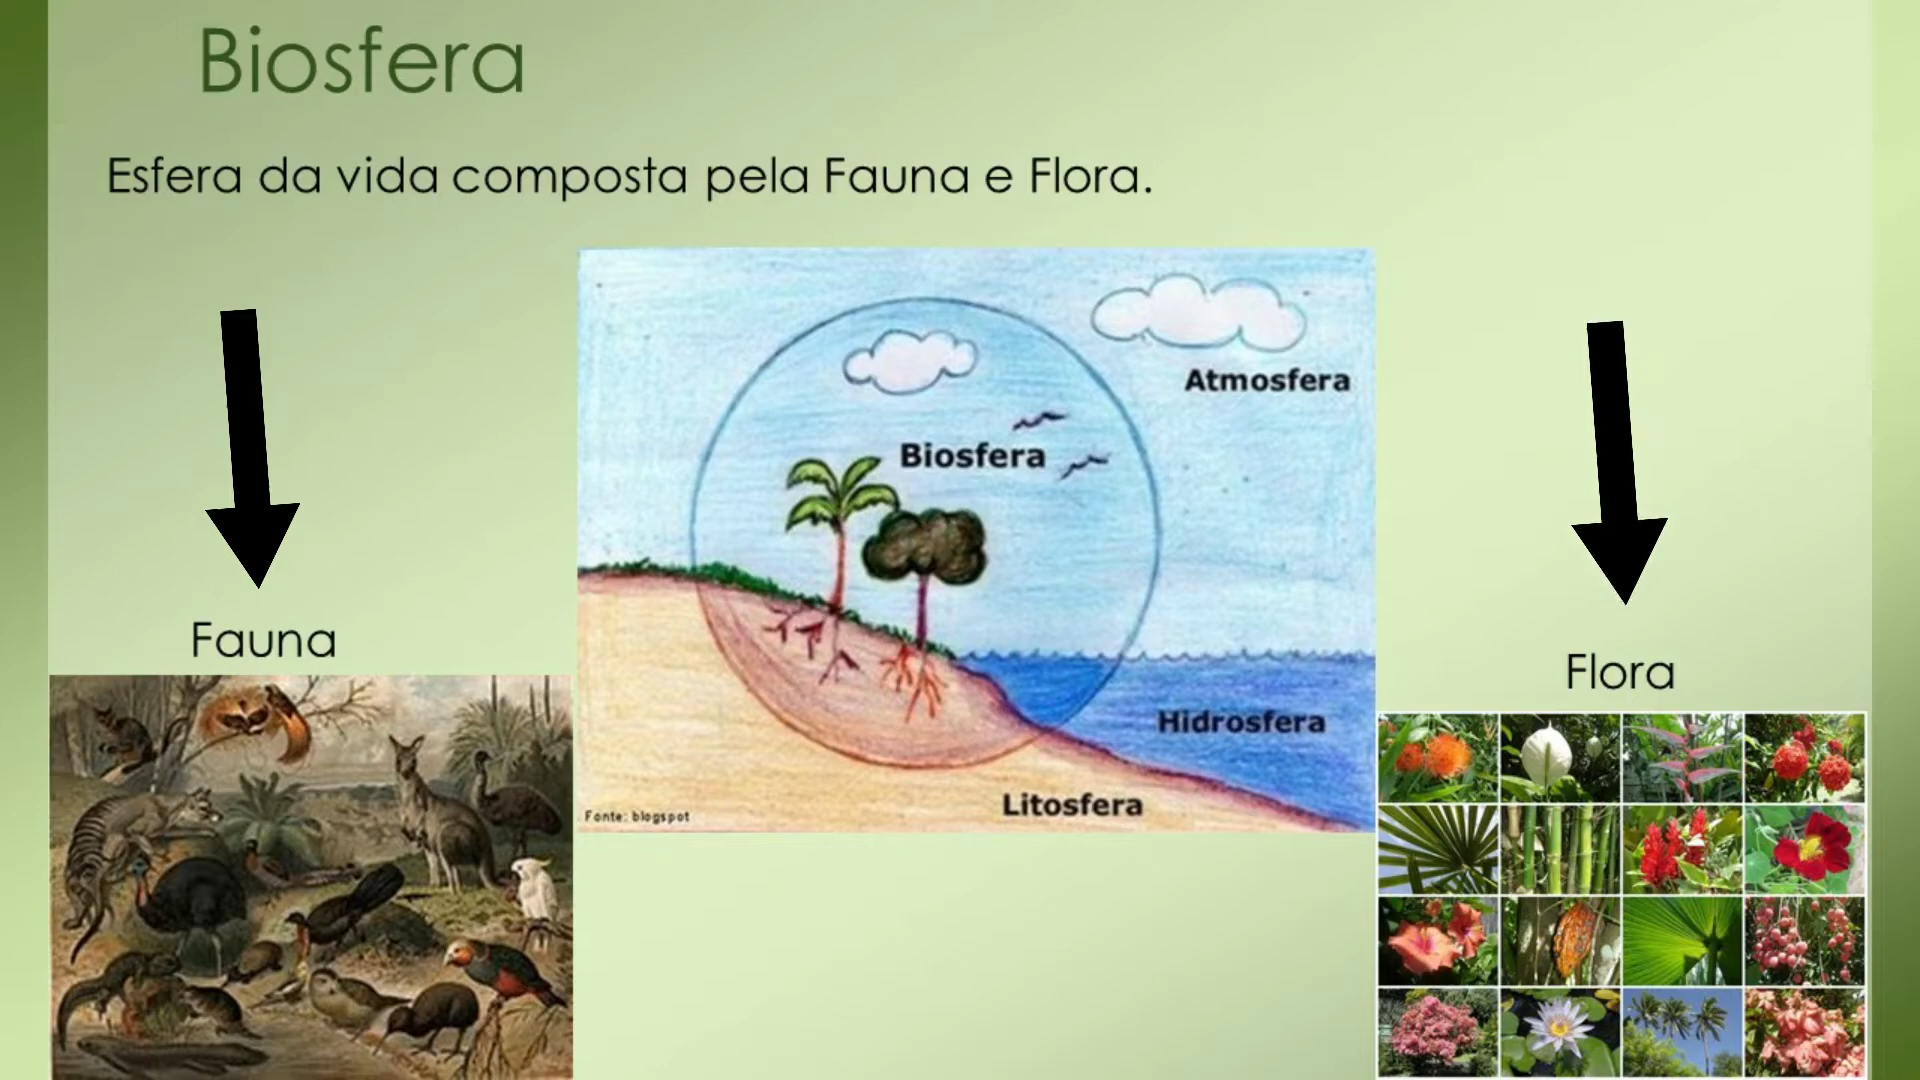 Biosfera
Esfera da vida composta pela Fauna e Flora.
Atmosfera
Biosfera
Fauna
Flora
Hidrosfera
Litosfera
Fonte: blogspot